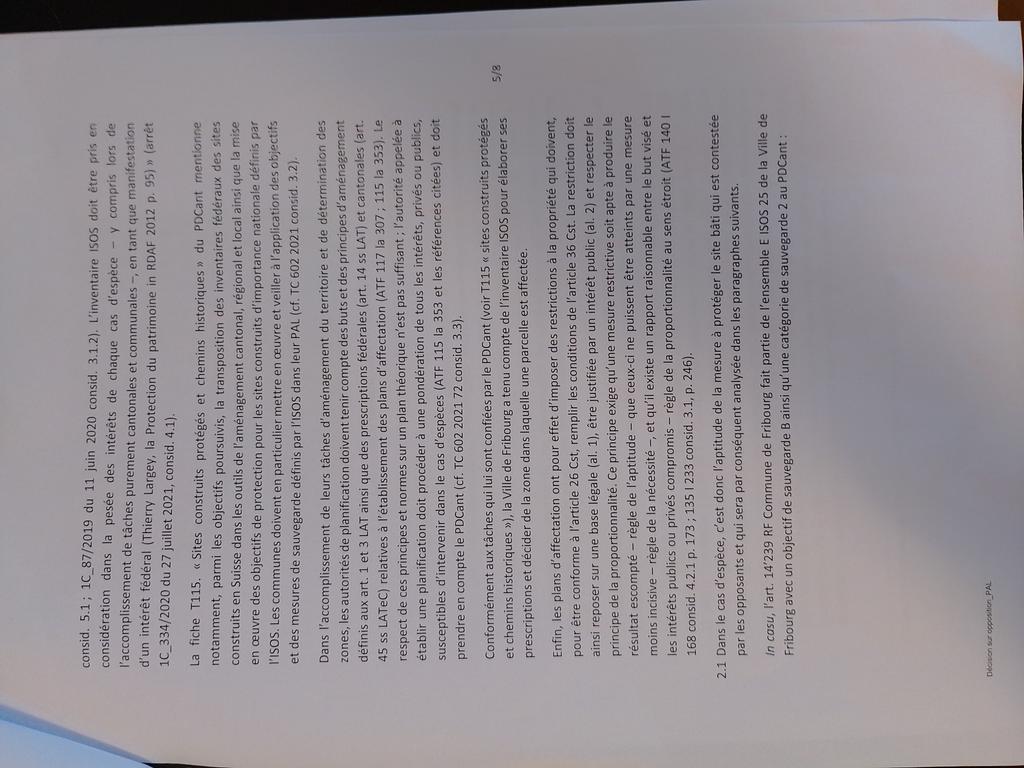 consid. 5.1 ; 1C_87/2019 du 11 juin 2020 consid. 3.1.2). L'inventaire ISOS doit être pris en
considération dans la pesée des intérêts de chaque cas d'espèce – y compris lors de
l'accomplissement de tâches purement cantonales et communales –, en tant que manifestation
d'un intérêt fédéral (Thierry Largey, la Protection du patrimoine in RDAF 2012 p. 95) » (arrêt
1C_334/2020 du 27 juillet 2021, consid. 4.1).
La fiche T115. « Sites construits protégés et chemins historiques » du PDCant mentionne
notamment, parmi les objectifs poursuivis, la transposition des inventaires fédéraux des sites
construits en Suisse dans les outils de l'aménagement cantonal, régional et local ainsi que la mise
en œuvre des objectifs de protection pour les sites construits d'importance nationale définis par
l'ISOS. Les communes doivent en particulier mettre en œuvre et veiller à l'application des objectifs
et des mesures de sauvegarde définis par l'ISOS dans leur PAL (cf. TC 602 2021 consid. 3.2).
Dans l'accomplissement de leurs tâches d'aménagement du territoire et de détermination des
zones, les autorités de planification doivent tenir compte des buts et des principes d'aménagement
définis aux art. 1 et 3 LAT ainsi que des prescriptions fédérales (art. 14 ss LAT) et cantonales (art.
45 ss LATeC) relatives à l'établissement des plans d'affectation (ATF 117 Ia 307 ; 115 Ia 353). Le
respect de ces principes et normes sur un plan théorique n'est pas suffisant ; l'autorité appelée à
établir une planification doit procéder à une pondération de tous les intérêts, privés ou publics,
susceptibles d'intervenir dans le cas d'espèces (ATF 115 Ia 353 et les références citées) et doit
prendre en compte le PDCant (cf. TC 602 2021 72 consid. 3.3).
Conformément aux tâches qui lui sont confiées par le PDCant (voir T115 « sites construits protégés
et chemins historiques »), la Ville de Fribourg a tenu compte de l'inventaire ISOS pour élaborer ses
prescriptions et décider de la zone dans laquelle une parcelle est affectée.
Enfin, les plans d'affectation ont pour effet d'imposer des restrictions à la propriété qui doivent,
pour être conforme à l'article 26 Cst, remplir les conditions de l'article 36 Cst. La restriction doit
ainsi reposer sur une base légale (al. 1), être justifiée par un intérêt public (al. 2) et respecter le
principe de la proportionnalité. Ce principe exige qu'une mesure restrictive soit apte à produire le
résultat escompté – règle de l'aptitude – que ceux-ci ne puissent être atteints par une mesure
moins incisive – règle de la nécessité –, et qu'il existe un rapport raisonnable entre le but visé et
les intérêts publics ou privés compromis – règle de la proportionnalité au sens étroit (ATF 140 I
168 consid. 4.2.1 p. 173 ; 135 I 233 consid. 3.1, p. 246).
2.1 Dans le cas d'espèce, c'est donc l'aptitude de la mesure à protéger le site bâti qui est contestée
par les opposants et qui sera par conséquent analysée dans les paragraphes suivants.
In casu, l'art. 14'239 RF Commune de Fribourg fait partie de l'ensemble E ISOS 25 de la Ville de
Fribourg avec un objectif de sauvegarde B ainsi qu'une catégorie de sauvegarde 2 au PDCant :
Décision sur opposition_PAL
5/8